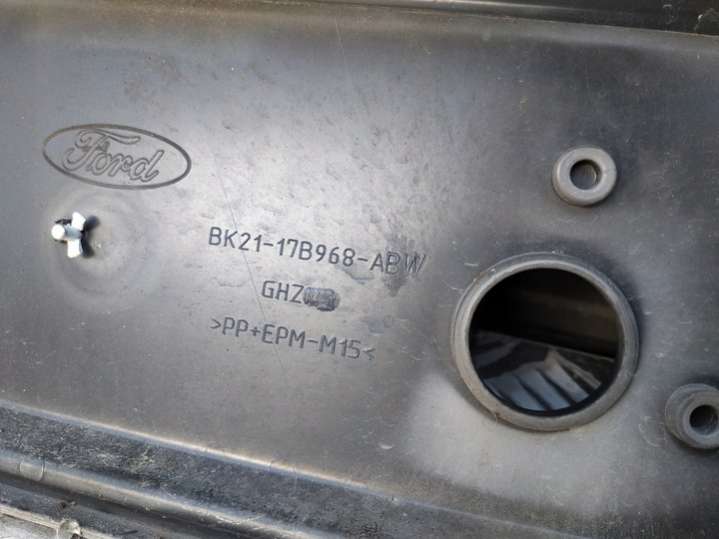 Ford
BK21-17B968-ABW
GHZ
>PP+EPM-M15<